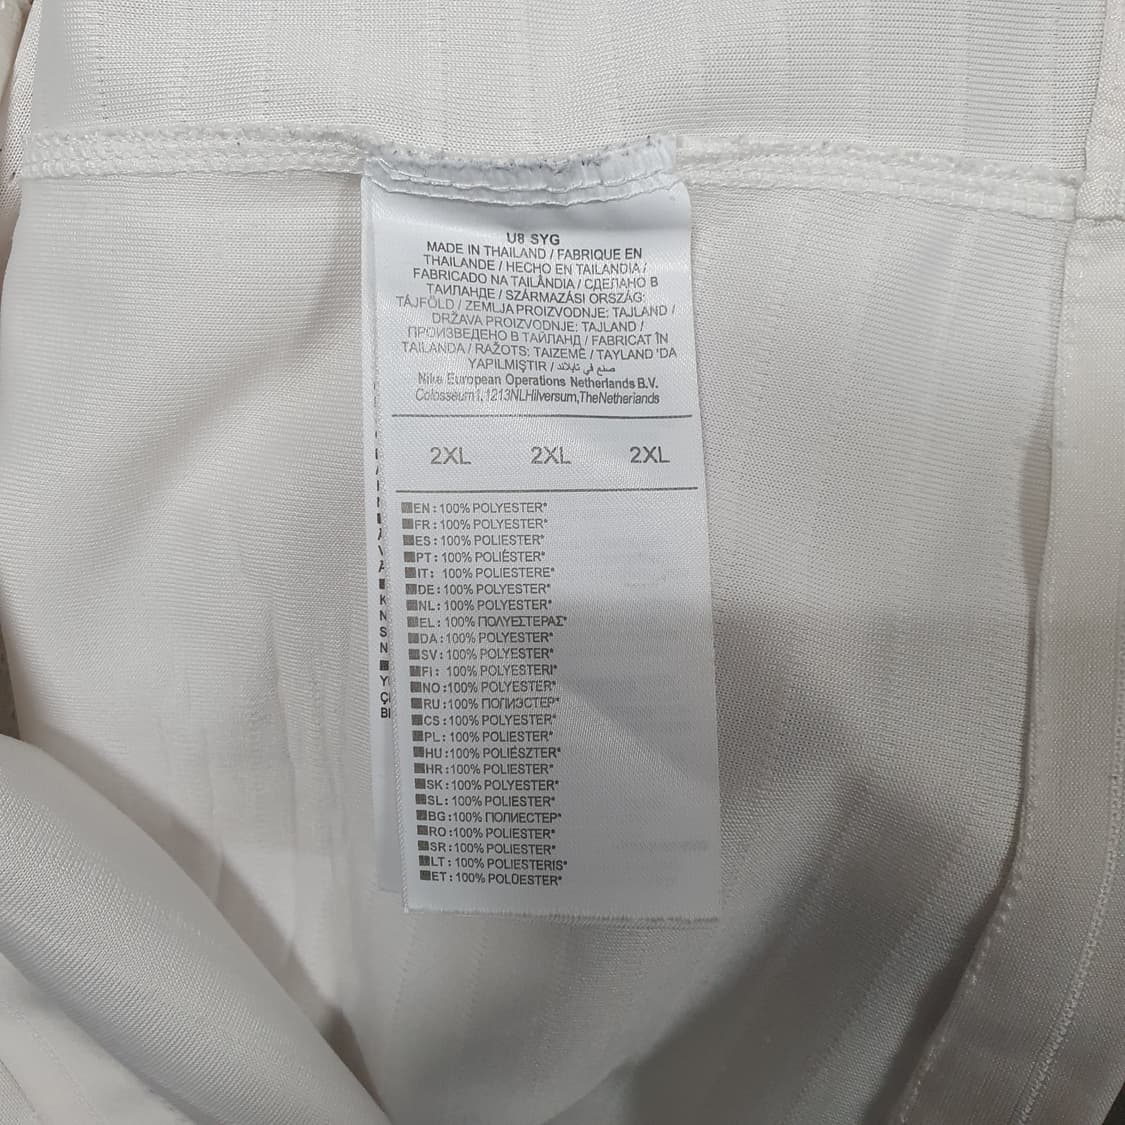 U8 SYG
MADE IN THAILAND / FABRIQUE EN
THAILANDE / HECHO EN TAILANDIA /
FABRICADO NA TAILÂNDIA / СДЕЛАНО В
ТАИЛАНДЕ / SZÁRMAZÁSI ORSZÁG:
TÁJFÖLD / ZEMLJA PROIZVODNJE: TAJLAND /
DRŽAVA PROIZVODNJE: TAJLAND /
ПРОИЗВЕДЕНО В ТАЙЛАНД / FABRICAT ÎN
TAILANDA / RAŽOTS: TAIZEMĒ / TAYLAND 'DA
YAPILMIŞTIR / صنع في تايلاند
Nike European Operations Netherlands B.V.
Colosseum1,1213NLHilversum,TheNetherlands
2XL 2XL 2XL
EN : 100% POLYESTER*
FR : 100% POLYESTER*
ES : 100% POLIESTER*
PT : 100% POLIÉSTER*
IT : 100% POLIESTERE*
DE : 100% POLYESTER*
NL : 100% POLYESTER*
EL : 100% ΠΟΛΥΕΣΤΕΡΑΣ*
DA : 100% POLYESTER*
SV : 100% POLYESTER*
FI : 100% POLYESTERI*
NO :100% POLYESTER*
RU : 100% ПОЛИЭСТЕР*
CS : 100% POLYESTER*
PL : 100% POLIESTER*
HU :100% POLIÉSZTER*
HR : 100% POLIESTER*
SK : 100% POLYESTER*
SL : 100% POLIESTER*
BG : 100% ПОЛИЕСТЕР*
RO : 100% POLIESTER*
SR : 100% POLIESTER*
LT : 100% POLIESTERIS*
ET : 100% POLÜESTER*